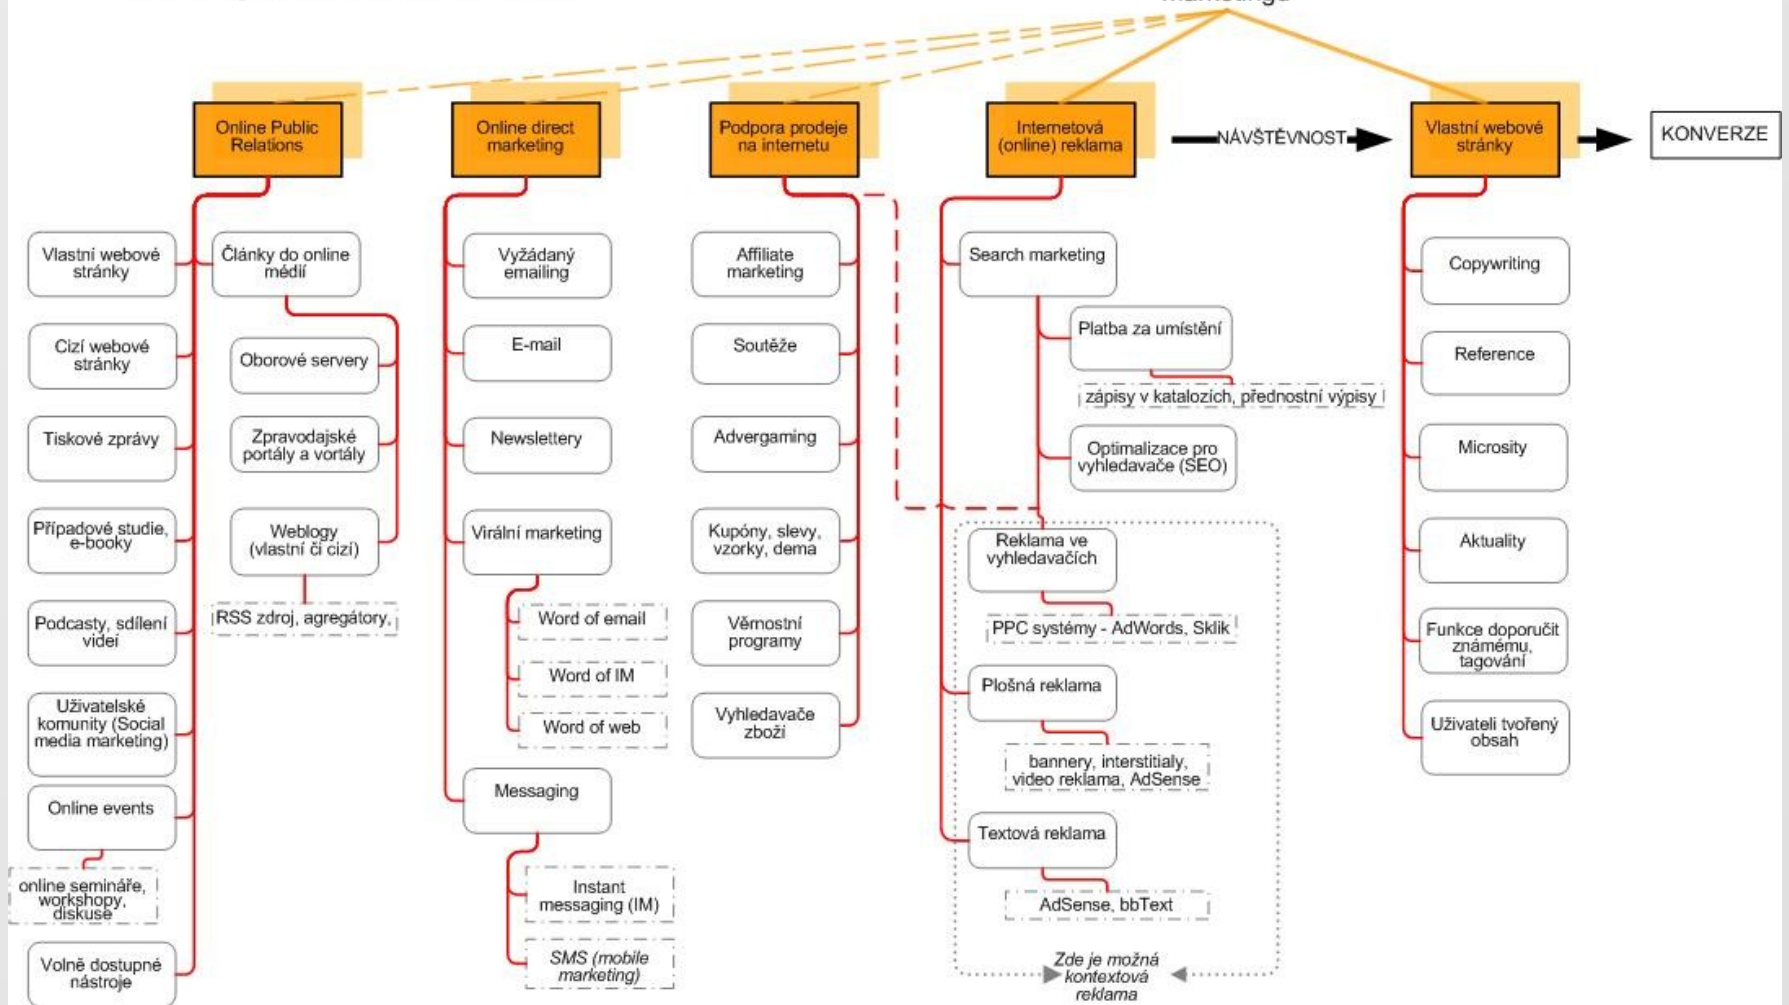 Online Public
Relations
Online direct
marketing
Podpora prodeje
na internetu
Internetová
(online) reklama
NÁVŠTĚVNOST
Vlastní webové
stránky
KONVERZE
Vlastní webové
stránky
Cizí webové
stránky
Tiskové zprávy
Případové studie,
e-booky
Podcasty, sdílení
videí
Uživatelské
komunity (Social
media marketing)
Online events
online semináře,
workshopy,
diskuse
Volně dostupné
nástroje
Články do online
médií
Oborové servery
Zpravodajské
portály a vortály
Weblogy
(vlastní či cizí)
RSS zdroj, agregátory,
Vyžádaný
emailing
E-mail
Newslettery
Virální marketing
Word of email
Word of IM
Word of web
Messaging
Instant
messaging (IM)
SMS (mobile
marketing)
Affiliate
marketing
Soutěže
Advergaming
Kupóny, slevy,
vzorky, dema
Věrnostní
programy
Vyhledavače
zboží
Search marketing
Platba za umístění
zápisy v katalozích, přednostní výpisy
Optimalizace pro
vyhledavače (SEO)
Reklama ve
vyhledavačích
PPC systémy - AdWords, Sklik
Plošná reklama
bannery, interstitialy,
video reklama, AdSense
Textová reklama
AdSense, bbText
Zde je možná
kontextová
reklama
Copywriting
Reference
Microsity
Aktuality
Funkce doporučit
známému,
tagování
Uživateli tvořený
obsah